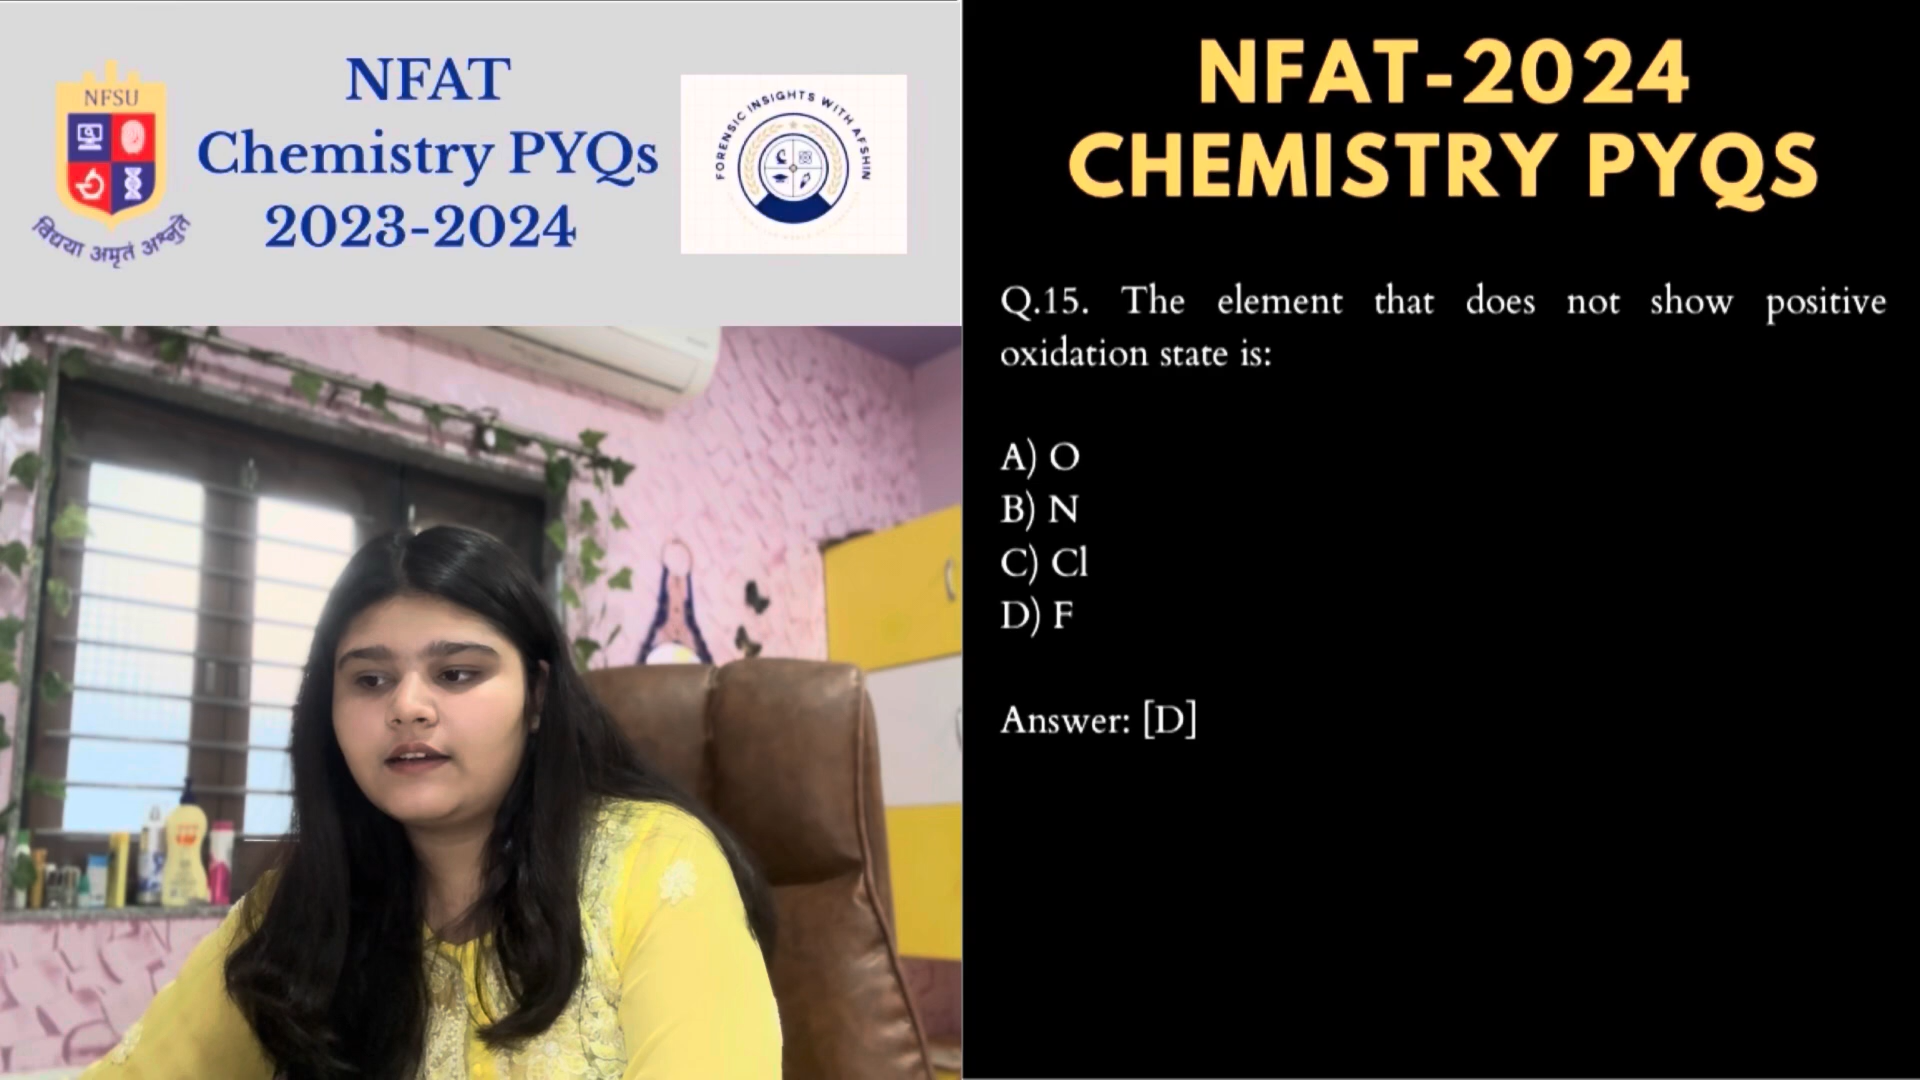 NFSU
विद्यया अमृतं अश्नुते
NFAT
Chemistry PYQs
2023-2024
FORENSIC INSIGHTS WITH AFSHIN
NFAT-2024
CHEMISTRY PYQS
Q.15. The element that does not show positive
oxidation state is:
A) O
B) N
C) Cl
D) F
Answer: [D]